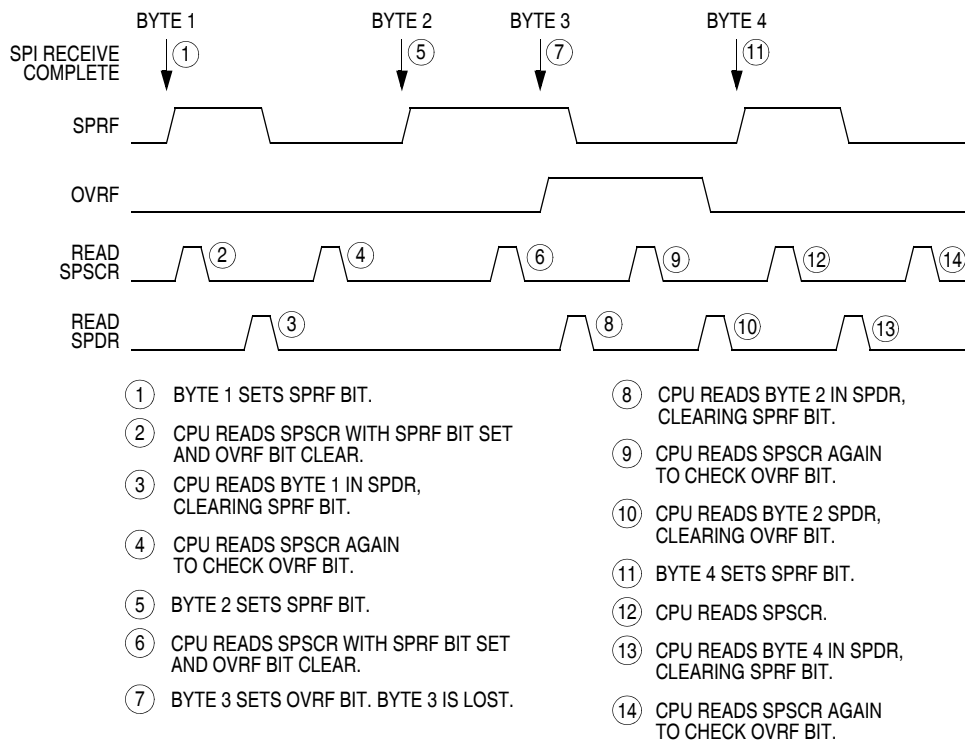 BYTE 1 BYTE 2 BYTE 3 BYTE 4
SPI RECEIVE
COMPLETE
1 5 7 11
SPRF
OVRF
READ
SPSCR
2 4 6 9 12 14
READ
SPDR
3 8 10 13
1 BYTE 1 SETS SPRF BIT.
2 CPU READS SPSCR WITH SPRF BIT SET
AND OVRF BIT CLEAR.
3 CPU READS BYTE 1 IN SPDR,
CLEARING SPRF BIT.
4 CPU READS SPSCR AGAIN
TO CHECK OVRF BIT.
5 BYTE 2 SETS SPRF BIT.
6 CPU READS SPSCR WITH SPRF BIT SET
AND OVRF BIT CLEAR.
7 BYTE 3 SETS OVRF BIT. BYTE 3 IS LOST.
8 CPU READS BYTE 2 IN SPDR,
CLEARING SPRF BIT.
9 CPU READS SPSCR AGAIN
TO CHECK OVRF BIT.
10 CPU READS BYTE 2 SPDR,
CLEARING OVRF BIT.
11 BYTE 4 SETS SPRF BIT.
12 CPU READS SPSCR.
13 CPU READS BYTE 4 IN SPDR,
CLEARING SPRF BIT.
14 CPU READS SPSCR AGAIN
TO CHECK OVRF BIT.